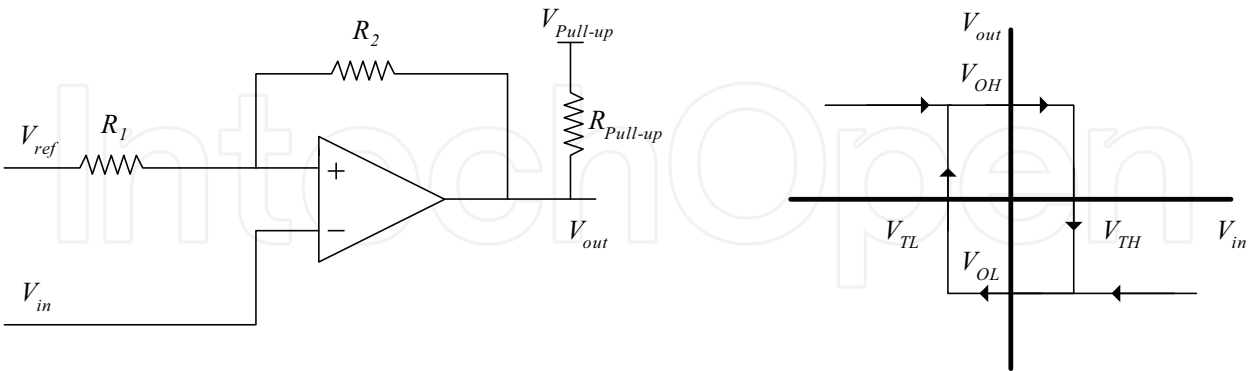 V_Pull-up
R_2
R_Pull-up
R_1
V_ref
+
−
V_out
V_in
V_out
V_OH
V_TL
V_TH
V_in
V_OL
IntechOpen